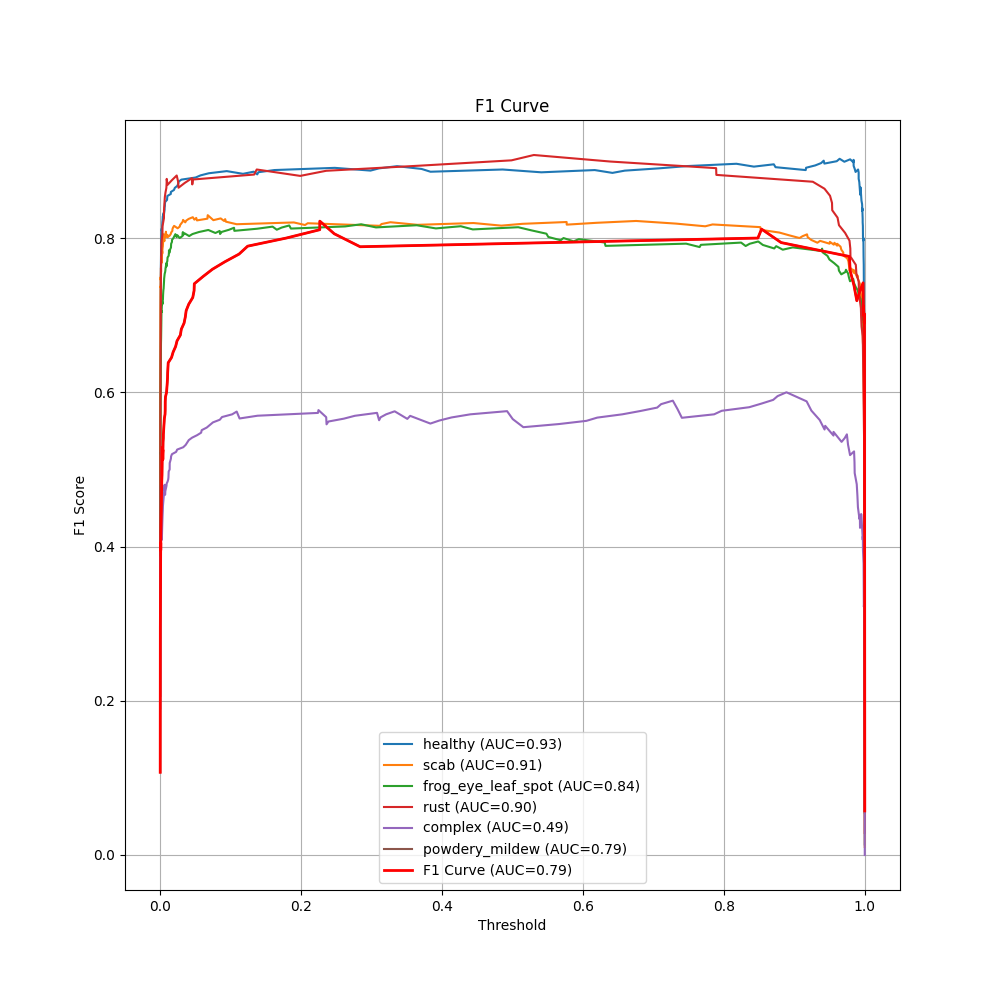 F1 Curve
F1 Score
0.8
0.6
0.4
0.2
0.0
healthy (AUC=0.93)
scab (AUC=0.91)
frog_eye_leaf_spot (AUC=0.84)
rust (AUC=0.90)
complex (AUC=0.49)
powdery_mildew (AUC=0.79)
F1 Curve (AUC=0.79)
0.0 0.2 0.4 0.6 0.8 1.0
Threshold